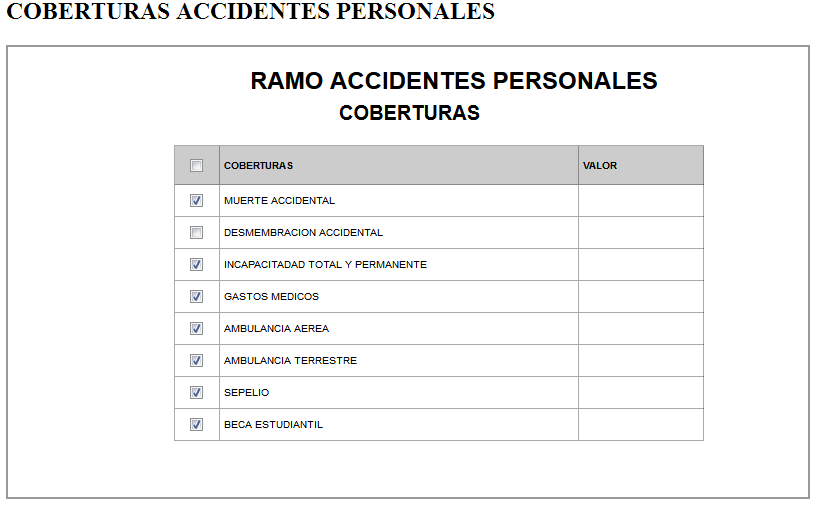 COBERTURAS ACCIDENTES PERSONALES
RAMO ACCIDENTES PERSONALES
COBERTURAS
COBERTURAS VALOR
MUERTE ACCIDENTAL
DESMEMBRACION ACCIDENTAL
INCAPACITADAD TOTAL Y PERMANENTE
GASTOS MEDICOS
AMBULANCIA AEREA
AMBULANCIA TERRESTRE
SEPELIO
BECA ESTUDIANTIL